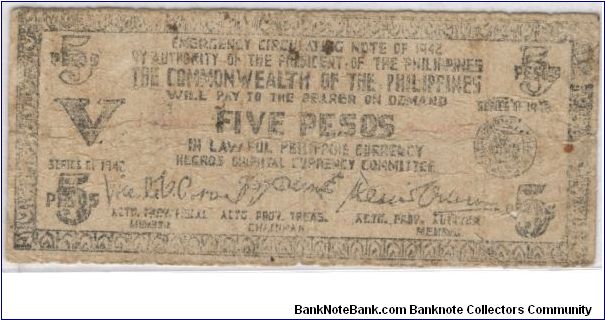 5 PESOS
EMERGENCY CIRCULATING NOTE OF 1942
BY AUTHORITY OF THE PRESIDENT OF THE PHILIPPINES
5 PESOS
THE COMMONWEALTH OF THE PHILIPPINES
WILL PAY TO THE BEARER ON DEMAND
SERIES OF 1942
V
FIVE PESOS
IN LAWFUL PHILIPPINE CURRENCY
NEGROS ORIENTAL CURRENCY COMMITTEE
SERIES OF 1942
5 PESOS
5
ACTG. PROV. FISCAL ACTG. PROV. TREAS. ACTG. PROV. AUDITOR
MEMBER CHAIRMAN MEMBER
BankNoteBank.com Banknote Collectors Community